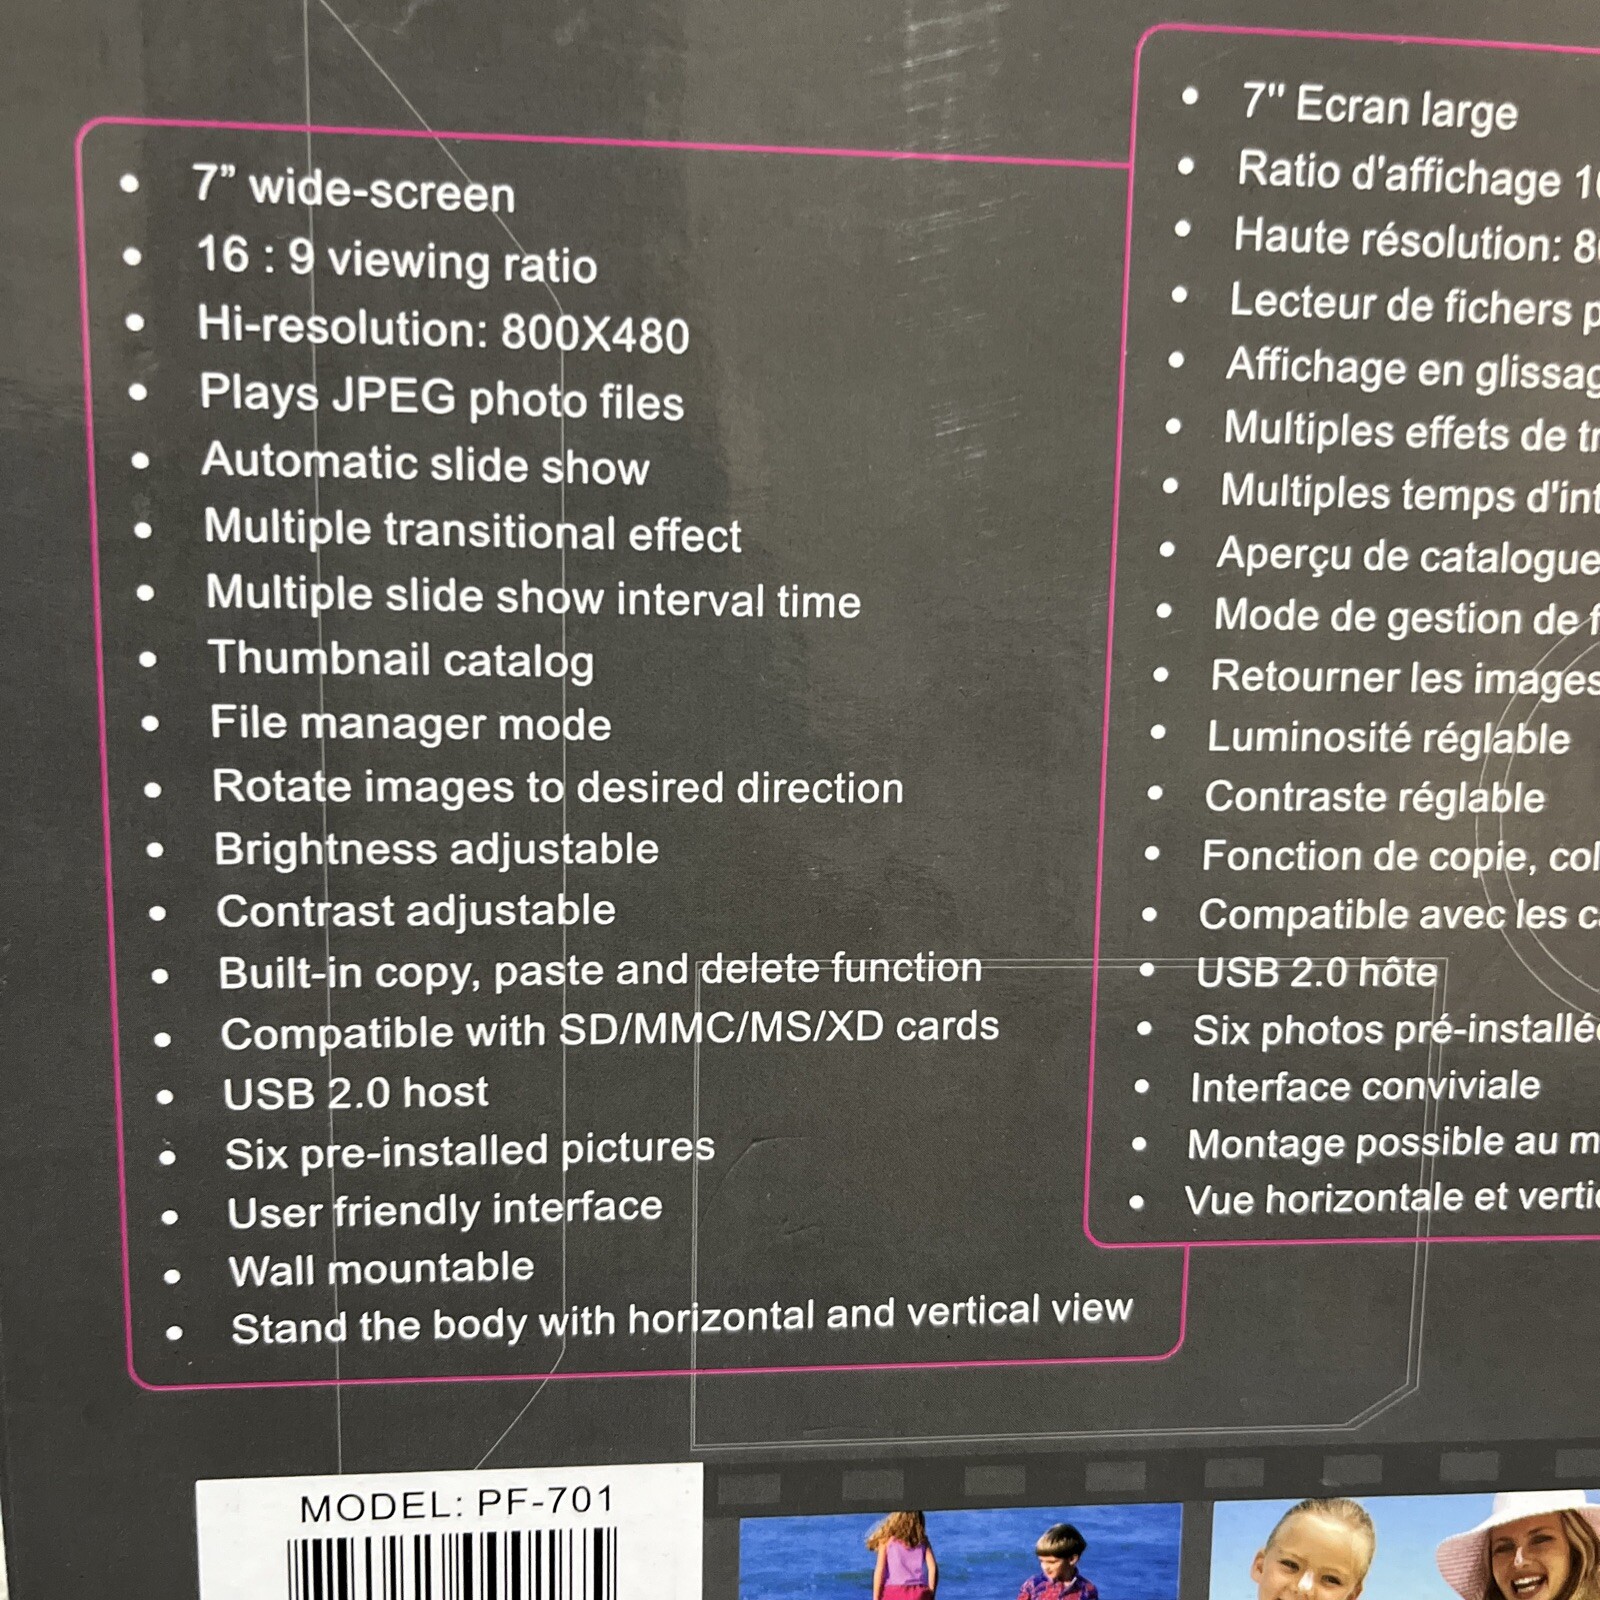 7” wide-screen
16 : 9 viewing ratio
Hi-resolution: 800X480
Plays JPEG photo files
Automatic slide show
Multiple transitional effect
Multiple slide show interval time
Thumbnail catalog
File manager mode
Rotate images to desired direction
Brightness adjustable
Contrast adjustable
Built-in copy, paste and delete function
Compatible with SD/MMC/MS/XD cards
USB 2.0 host
Six pre-installed pictures
User friendly interface
Wall mountable
Stand the body with horizontal and vertical view
7" Ecran large
Ratio d'affichage
Haute résolution:
Lecteur de fichers
Affichage en
Multiples effets de
Multiples temps
Aperçu de catalogue
Mode de gestion de
Retourner les images
Luminosité réglable
Contraste réglable
Fonction de copie,
Compatible avec les
USB 2.0 hôte
Six photos
Interface conviviale
Montage possible au
Vue horizontale et
MODEL: PF-701